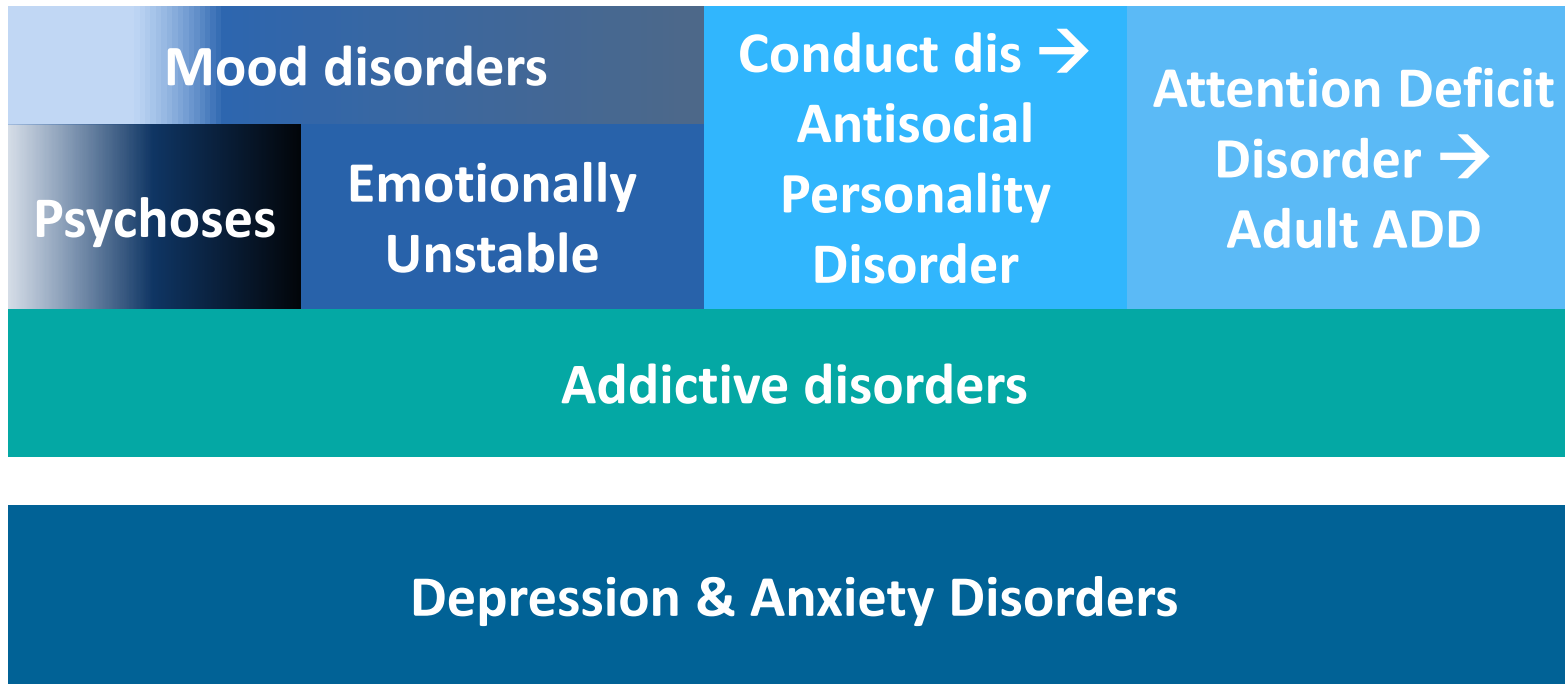 Mood disorders
Psychoses
Emotionally
Unstable
Conduct dis →
Antisocial
Personality
Disorder
Attention Deficit
Disorder →
Adult ADD
Addictive disorders
Depression & Anxiety Disorders